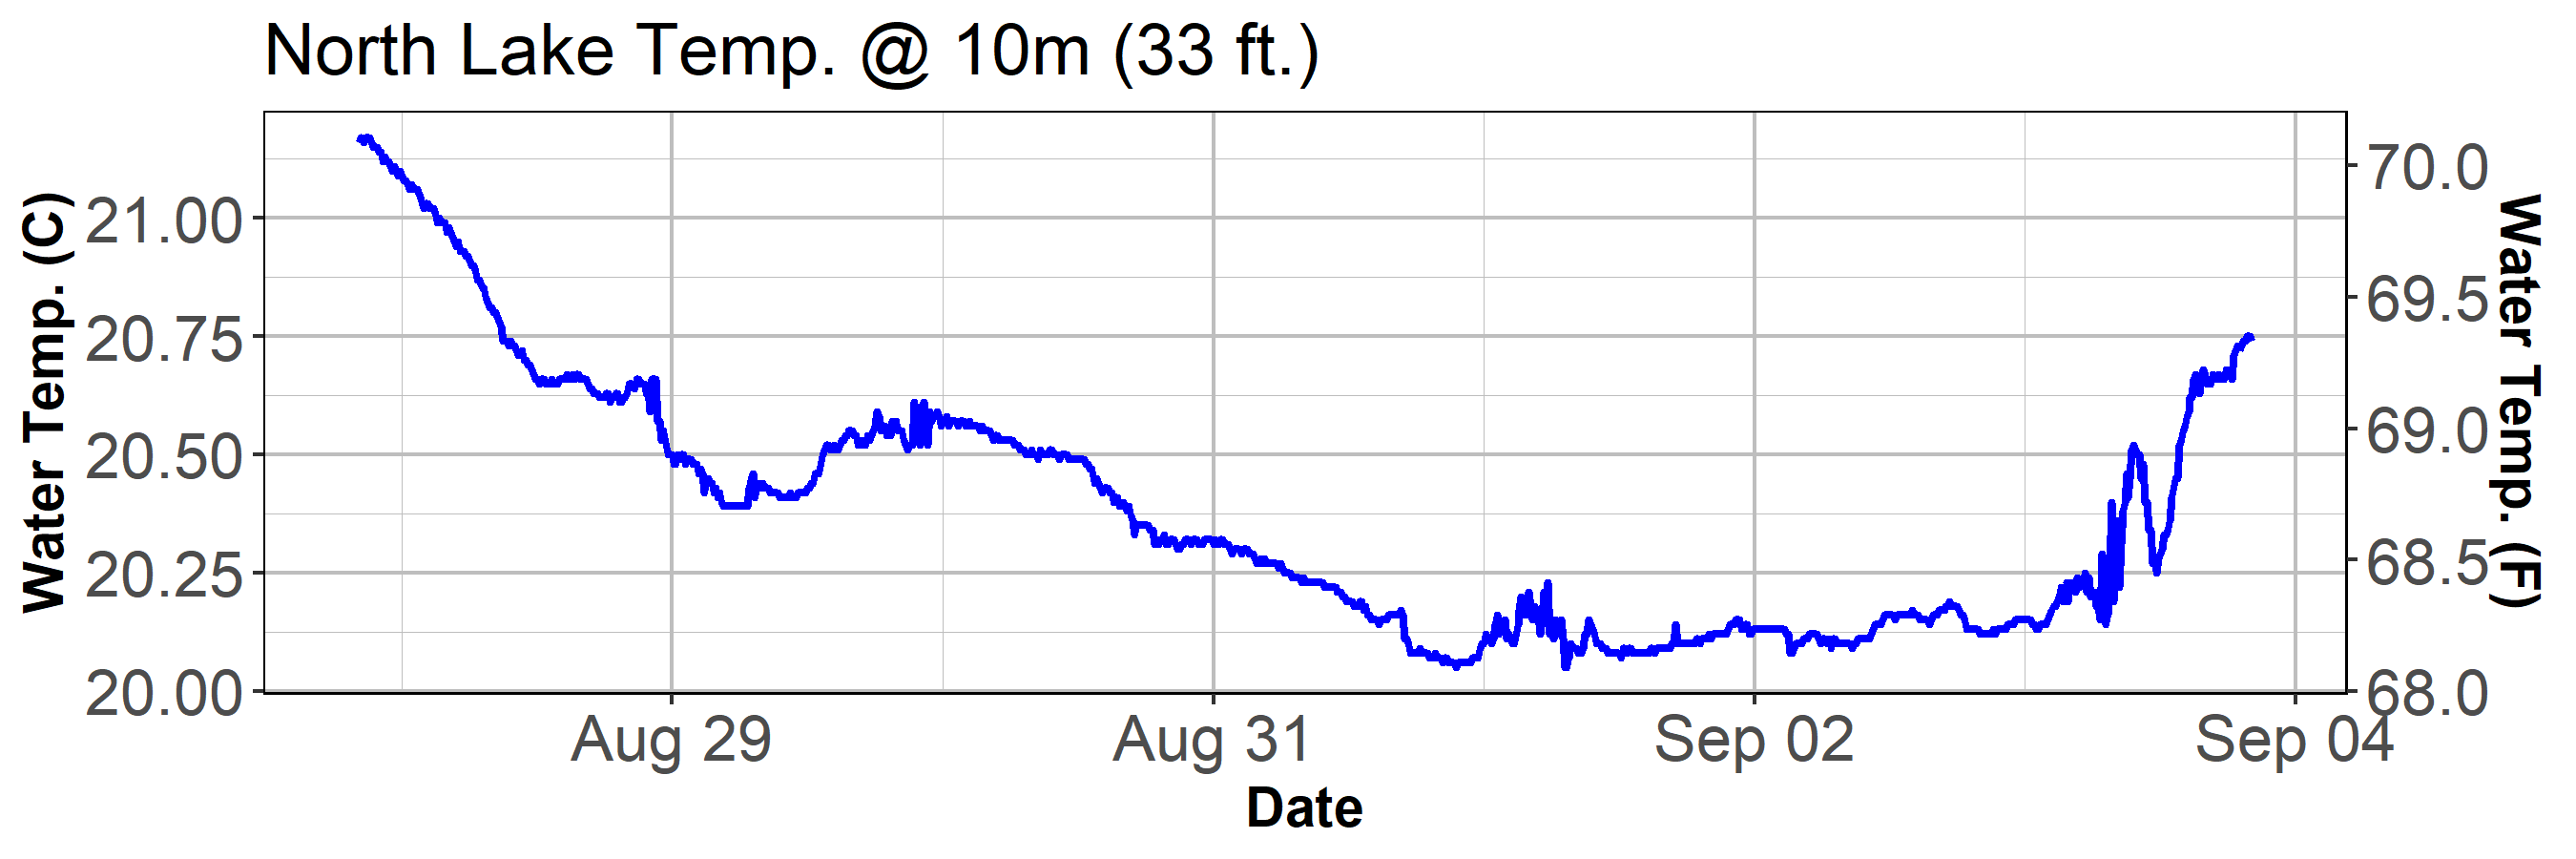 North Lake Temp. @ 10m (33 ft.)
Water Temp. (C)
21.00
20.75
20.50
20.25
20.00
70.0
69.5
69.0
68.5
68.0
Water Temp. (F)
Aug 29 Aug 31 Sep 02 Sep 04
Date